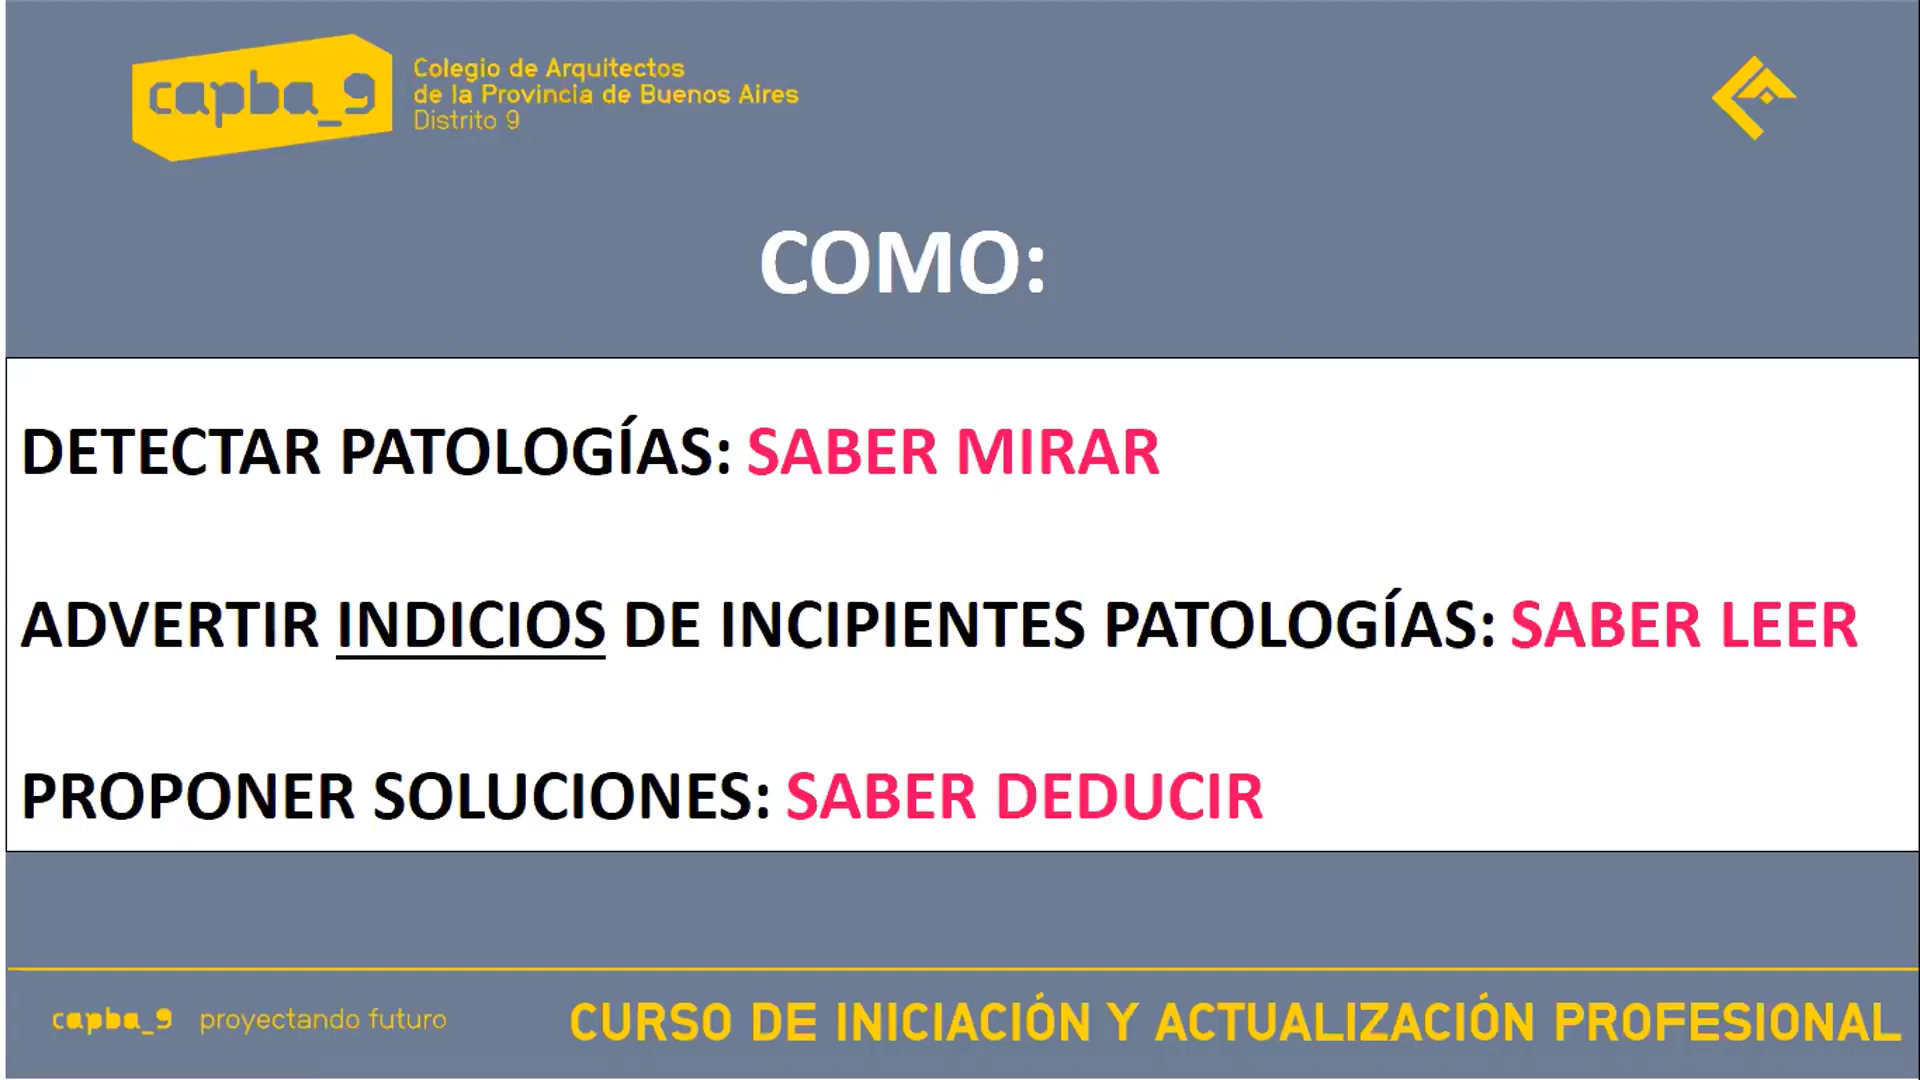 capba_9
Colegio de Arquitectos
de la Provincia de Buenos Aires
Distrito 9
COMO:
DETECTAR PATOLOGÍAS: SABER MIRAR
ADVERTIR INDICIOS DE INCIPIENTES PATOLOGÍAS: SABER LEER
PROPONER SOLUCIONES: SABER DEDUCIR
capba_9 proyectando futuro
CURSO DE INICIACIÓN Y ACTUALIZACIÓN PROFESIONAL